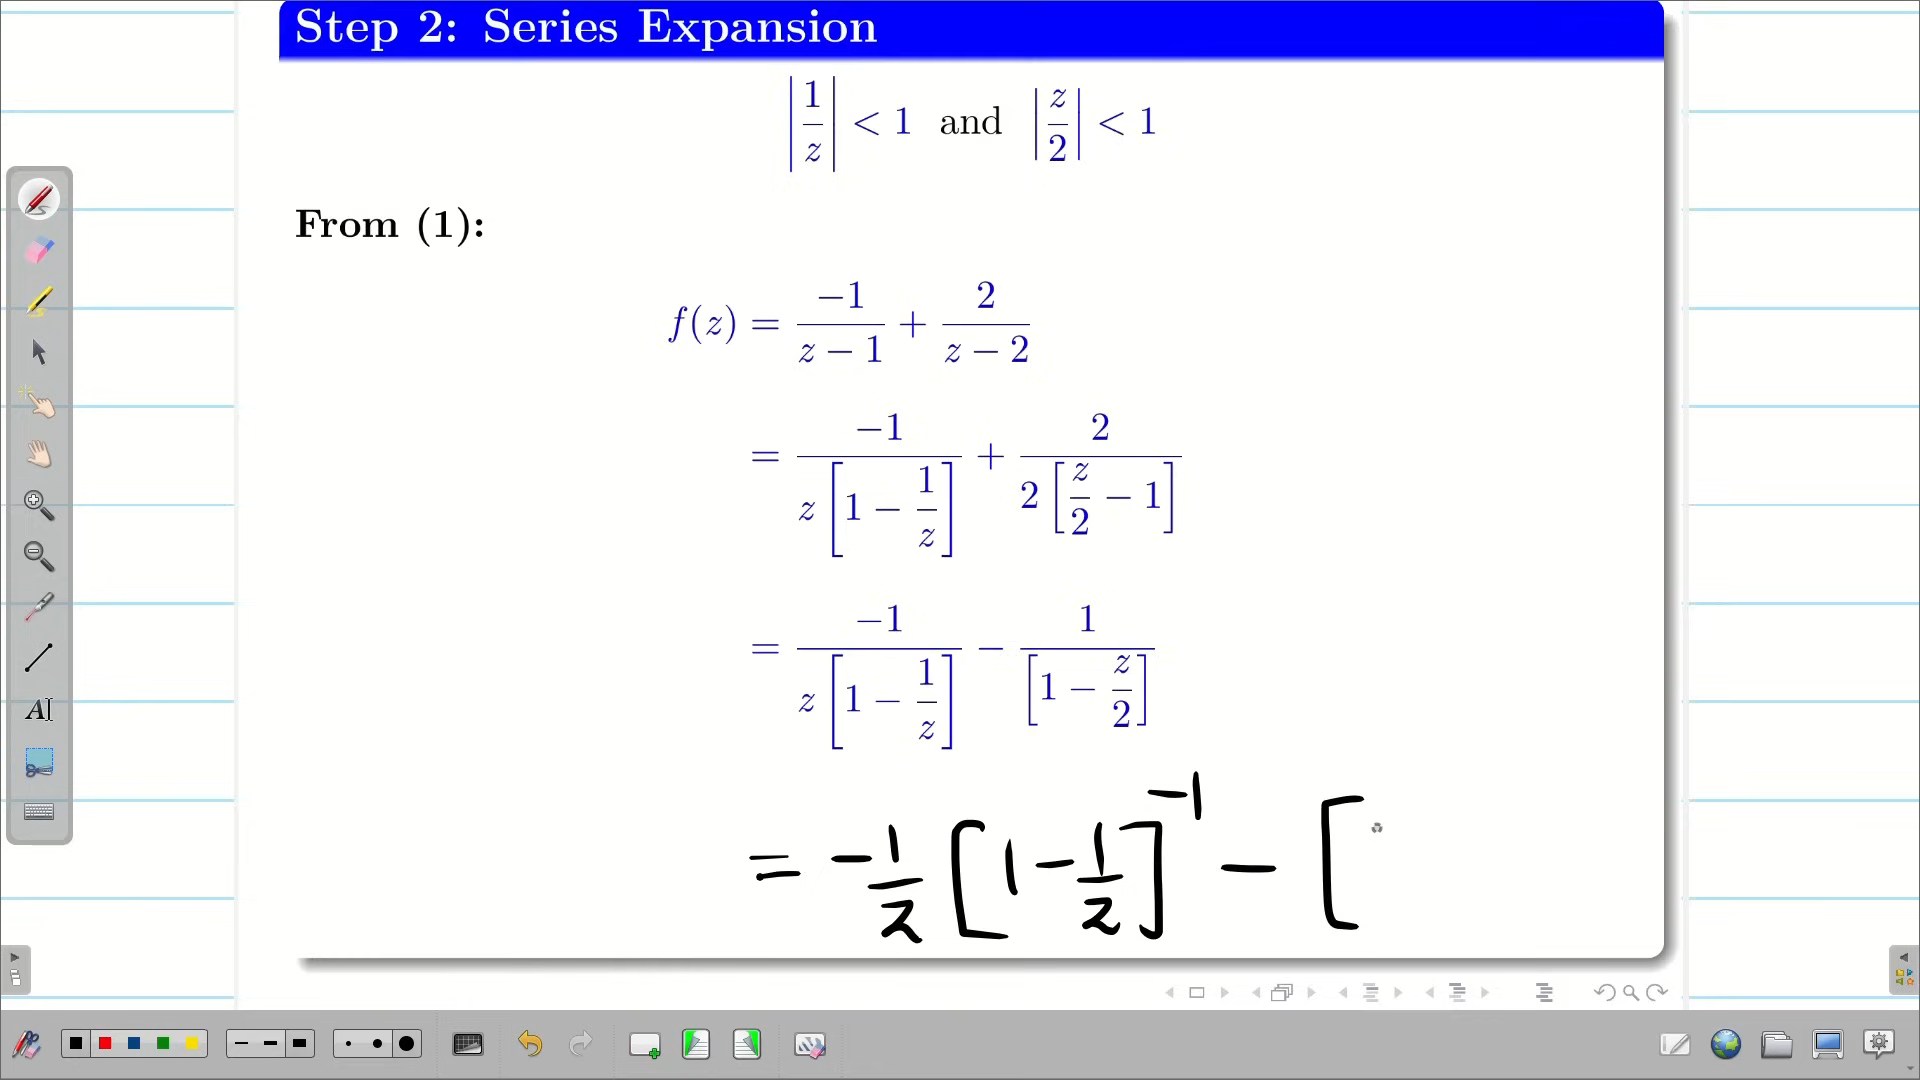 Step 2: Series Expansion
|1/z| < 1 and |z/2| < 1
From (1):
f(z) = −1/(z − 1) + 2/(z − 2)
= −1/(z[1 − 1/z]) + 2/(2[z/2 − 1])
= −1/(z[1 − 1/z]) − 1/[1 − z/2]
= −1/z [1 − 1/z]^−1 − [